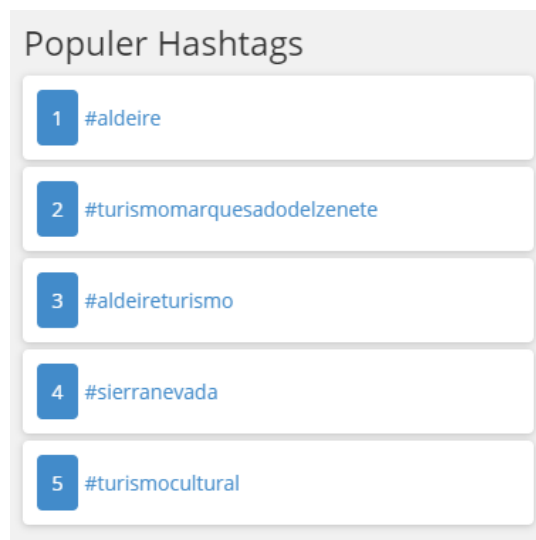 Populer Hashtags
1 #aldeire
2 #turismomarquesadodelzenete
3 #aldeireturismo
4 #sierranevada
5 #turismocultural